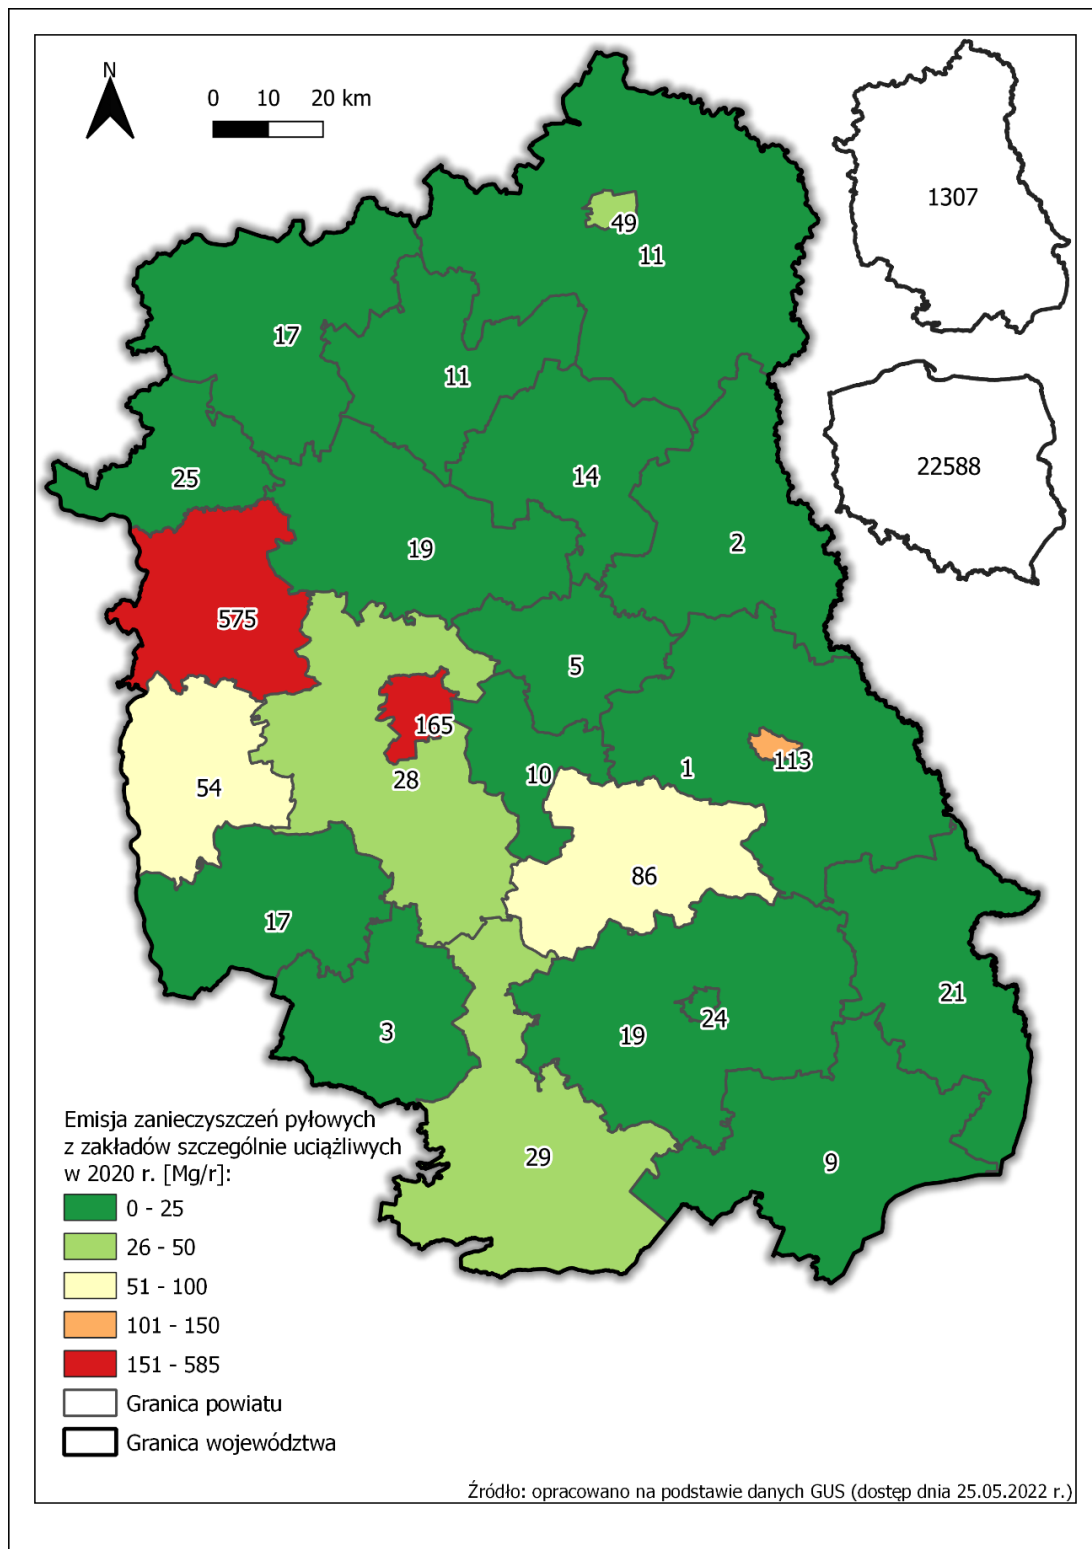 N
0 10 20 km
1307
49
11
17
11
22588
25
14
19
2
575
5
165
113
10
1
28
54
86
17
21
24
19
3
29
9
Emisja zanieczyszczeń pyłowych
z zakładów szczególnie uciążliwych
w 2020 r. [Mg/r]:
0 - 25
26 - 50
51 - 100
101 - 150
151 - 585
Granica powiatu
Granica województwa
Źródło: opracowano na podstawie danych GUS (dostęp dnia 25.05.2022 r.)